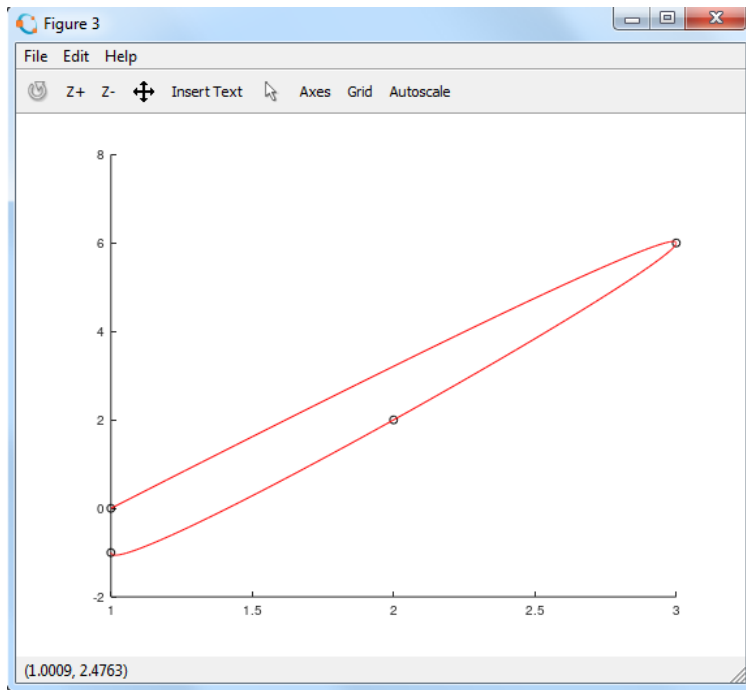 Figure 3
File Edit Help
Z+ Z- Insert Text Axes Grid Autoscale
8
6
4
2
0
-2
1 1.5 2 2.5 3
(1.0009, 2.4763)